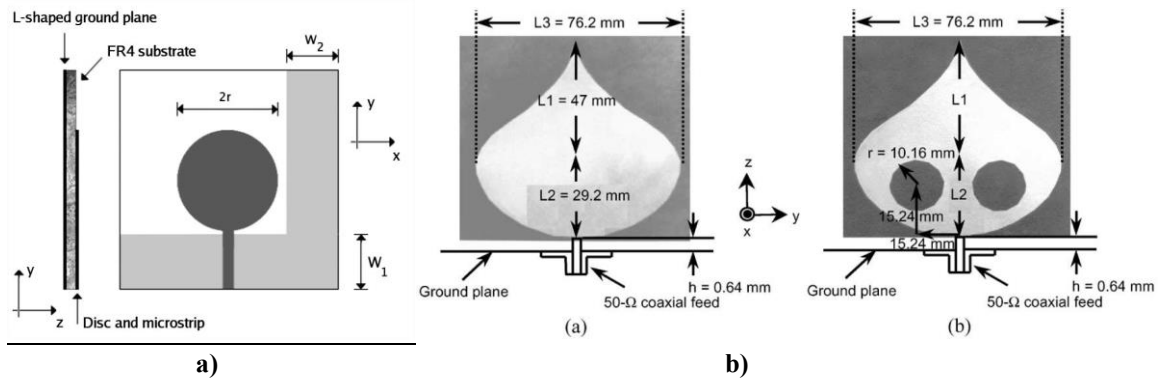 L-shaped ground plane
FR4 substrate
W2
2r
y
x
W1
y
z
Disc and microstrip
a)
L3 = 76.2 mm
L1 = 47 mm
L2 = 29.2 mm
z
y
x
Ground plane
50-Ω coaxial feed
h = 0.64 mm
(a)
L3 = 76.2 mm
L1
r = 10.16 mm
L2
15.24 mm
15.24 mm
Ground plane
50-Ω coaxial feed
h = 0.64 mm
(b)
b)